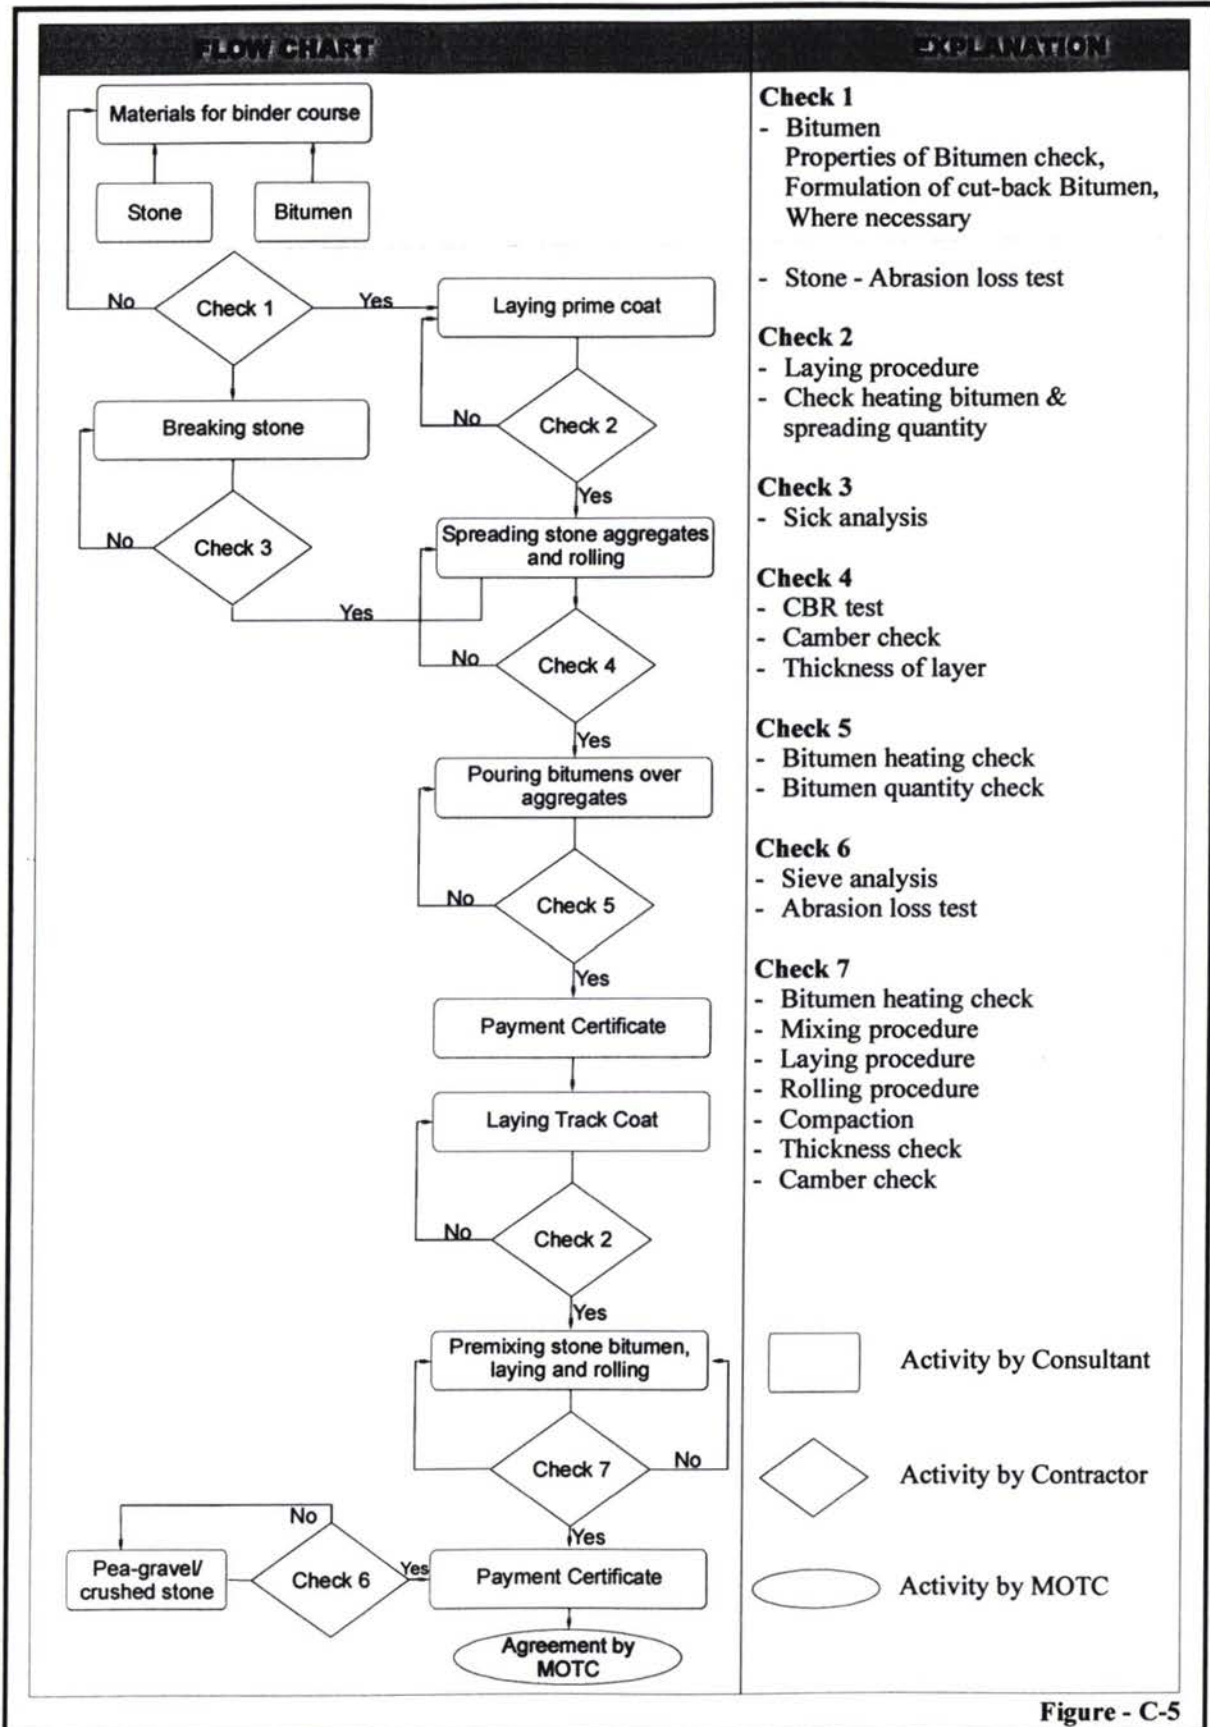 FLOW CHART
EXPLANATION
Materials for binder course
Stone
Bitumen
No
Check 1
Yes
Laying prime coat
Breaking stone
No
Check 2
Yes
No
Check 3
Yes
Spreading stone aggregates
and rolling
No
Check 4
Yes
Pouring bitumens over
aggregates
No
Check 5
Yes
Payment Certificate
Laying Track Coat
No
Check 2
Yes
Premixing stone bitumen,
laying and rolling
Check 7
No
Yes
No
Pea-gravel/
crushed stone
Check 6
Yes
Payment Certificate
Agreement by
MOTC
Check 1
- Bitumen
Properties of Bitumen check,
Formulation of cut-back Bitumen,
Where necessary
- Stone - Abrasion loss test
Check 2
- Laying procedure
- Check heating bitumen &
spreading quantity
Check 3
- Sick analysis
Check 4
- CBR test
- Camber check
- Thickness of layer
Check 5
- Bitumen heating check
- Bitumen quantity check
Check 6
- Sieve analysis
- Abrasion loss test
Check 7
- Bitumen heating check
- Mixing procedure
- Laying procedure
- Rolling procedure
- Compaction
- Thickness check
- Camber check
Activity by Consultant
Activity by Contractor
Activity by MOTC
Figure - C-5